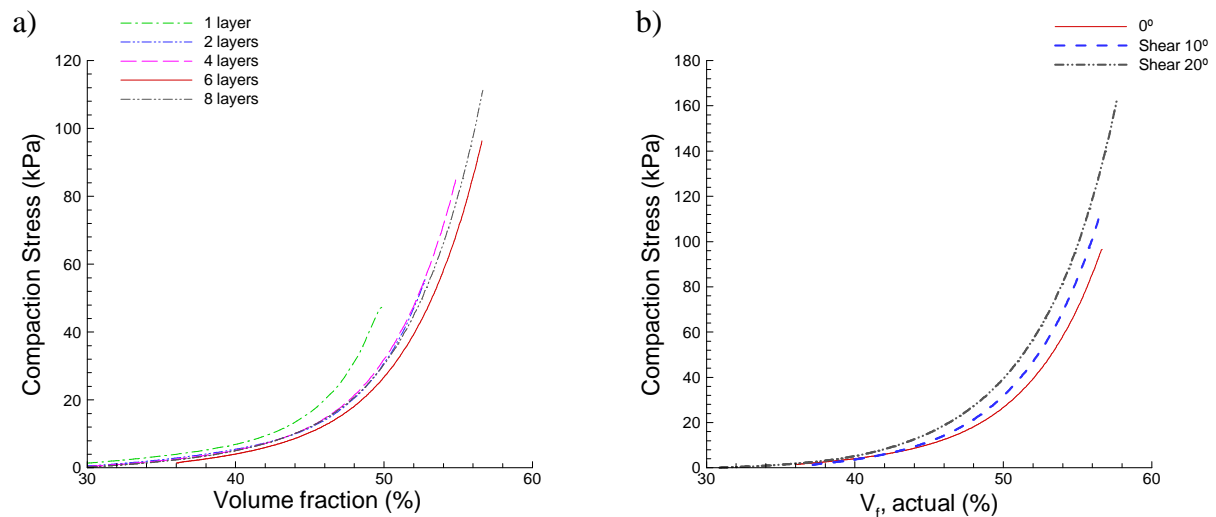 a)
1 layer
2 layers
4 layers
6 layers
8 layers
120
100
80
60
40
20
0
30 40 50 60
Compaction Stress (kPa)
Volume fraction (%)
b)
0º
Shear 10º
Shear 20º
180
160
140
120
100
80
60
40
20
0
30 40 50 60
Compaction Stress (kPa)
Vf, actual (%)